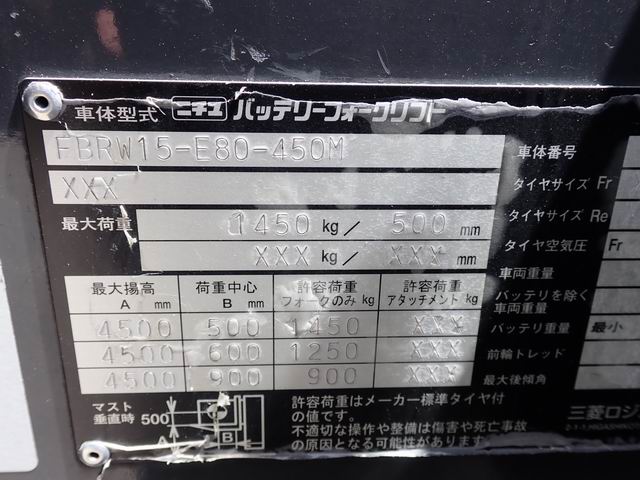 車体型式 ニチユ バッテリーフォークリフト
FBRW15-E80-450M
XXX
最大荷重 1450 kg/ 500 mm
XXX kg/ XXX mm
最大揚高 A mm 荷重中心 B mm 許容荷重 フォークのみ kg 許容荷重 アタッチメント kg
4500 500 1450 XXX
4500 600 1250 XXX
4500 900 900 XXX
マスト 垂直時 500 A B
許容荷重はメーカー標準タイヤ付
の値です。
不適切な操作や整備は傷害や死亡事故
の原因となる可能性があります。
車体番号
タイヤサイズ Fr
タイヤサイズ Re
タイヤ空気圧 Fr
車両重量
バッテリを除く
車両重量
バッテリ重量 最小
前輪トレッド
最大後傾角
三菱ロジ